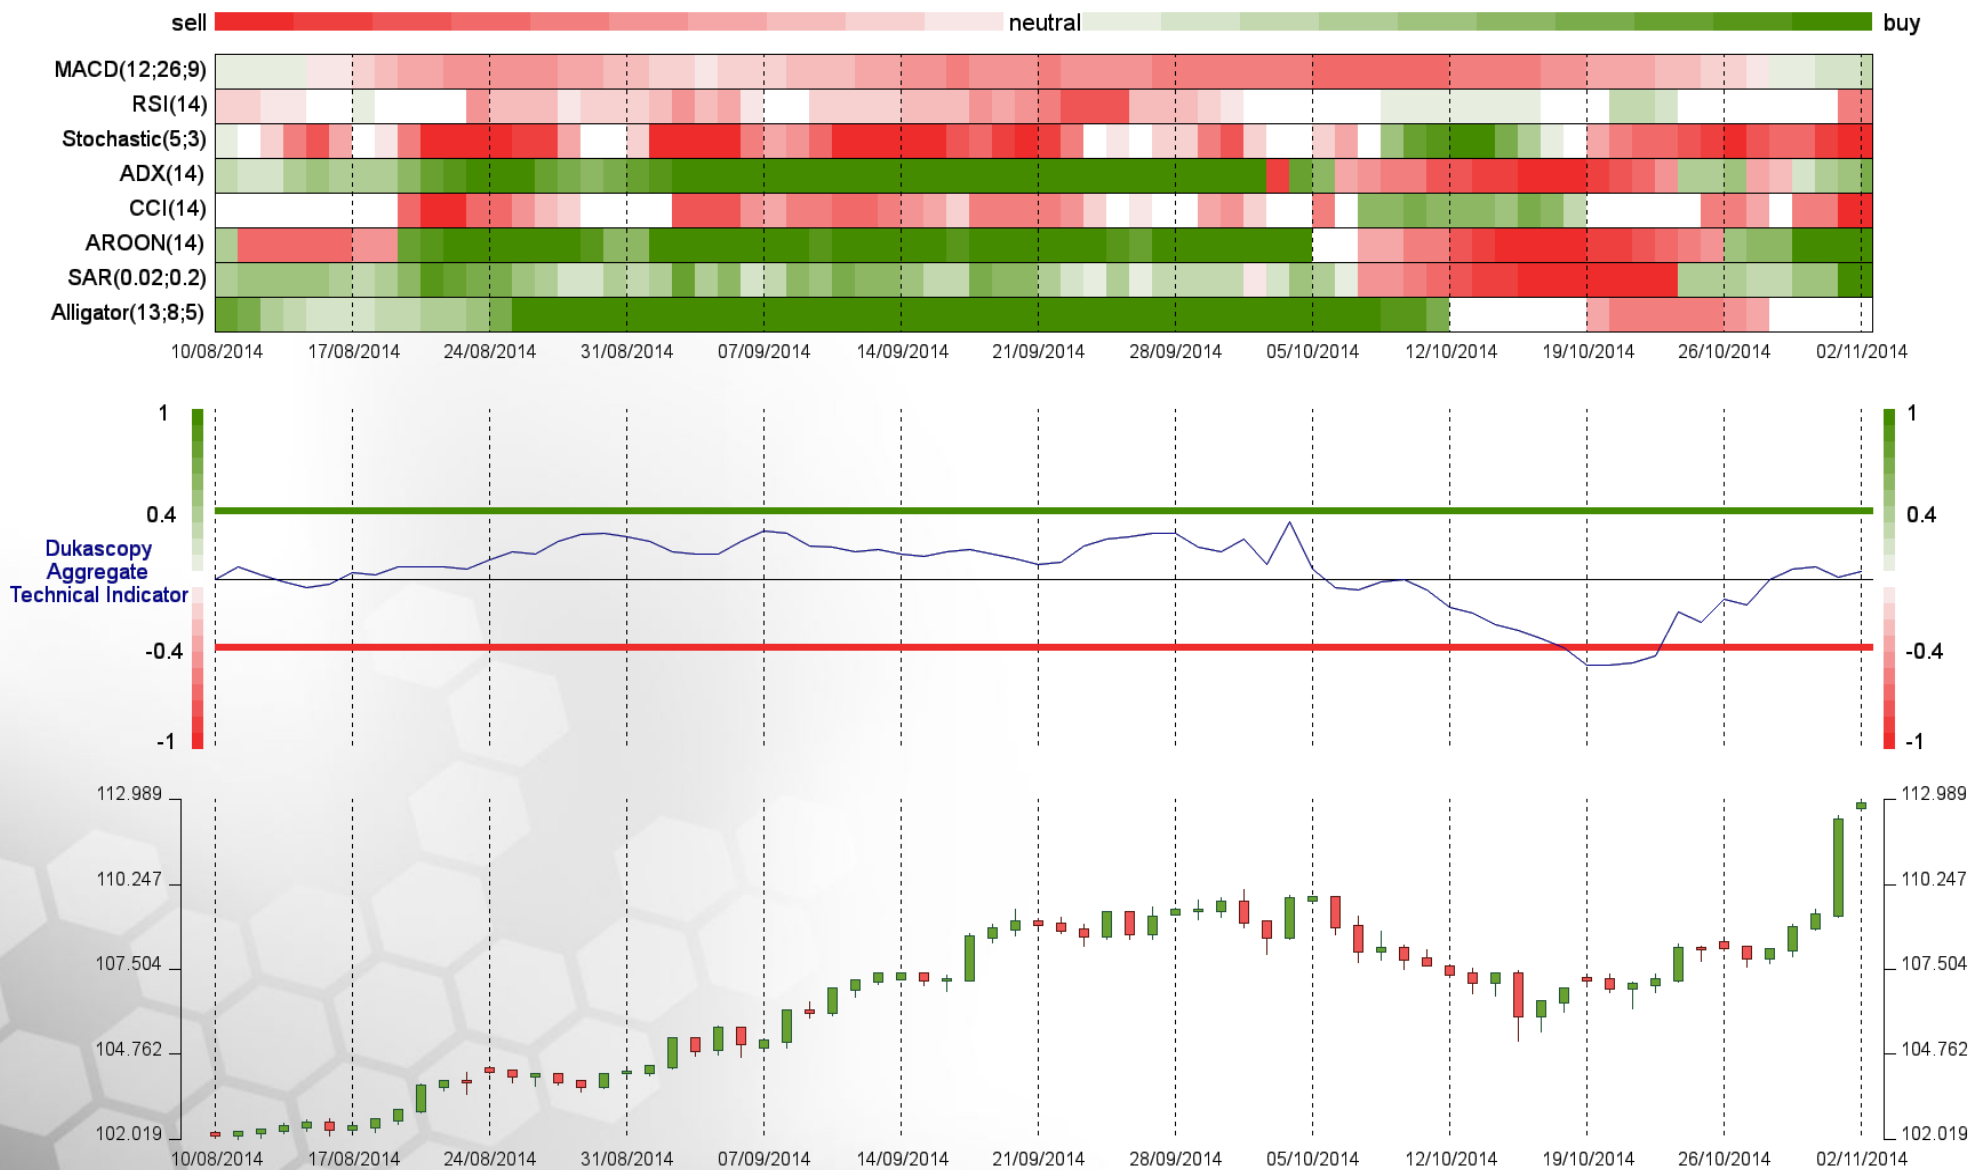 sell neutral buy
MACD(12;26;9)
RSI(14)
Stochastic(5;3)
ADX(14)
CCI(14)
AROON(14)
SAR(0.02;0.2)
Alligator(13;8;5)
10/08/2014 17/08/2014 24/08/2014 31/08/2014 07/09/2014 14/09/2014 21/09/2014 28/09/2014 05/10/2014 12/10/2014 19/10/2014 26/10/2014 02/11/2014
1 1
0.4 0.4
Dukascopy
Aggregate
Technical Indicator
-0.4 -0.4
-1 -1
112.989 112.989
110.247 110.247
107.504 107.504
104.762 104.762
102.019 102.019
10/08/2014 17/08/2014 24/08/2014 31/08/2014 07/09/2014 14/09/2014 21/09/2014 28/09/2014 05/10/2014 12/10/2014 19/10/2014 26/10/2014 02/11/2014